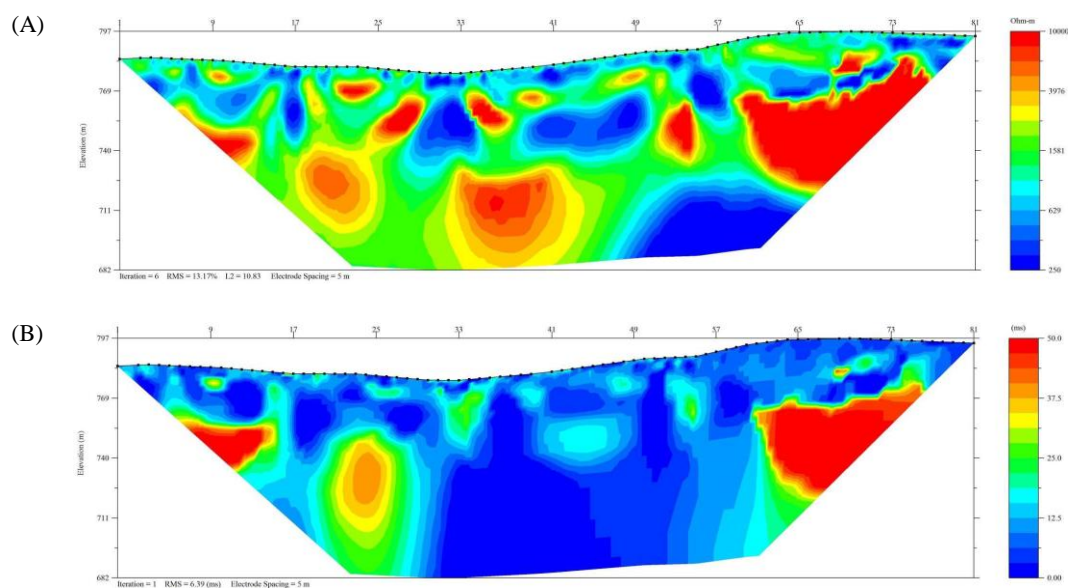 (A)
1 9 17 25 33 41 49 57 65 73 81
Ohm-m
797
769
740
711
682
Elevation (m)
10000
3976
1581
629
250
Iteration = 6 RMS = 13.17% L2 = 10.83 Electrode Spacing = 5 m
(B)
1 9 17 25 33 41 49 57 65 73 81
(ms)
797
769
740
711
682
Elevation (m)
50.0
37.5
25.0
12.5
0.00
Iteration = 1 RMS = 6.39 (ms) Electrode Spacing = 5 m